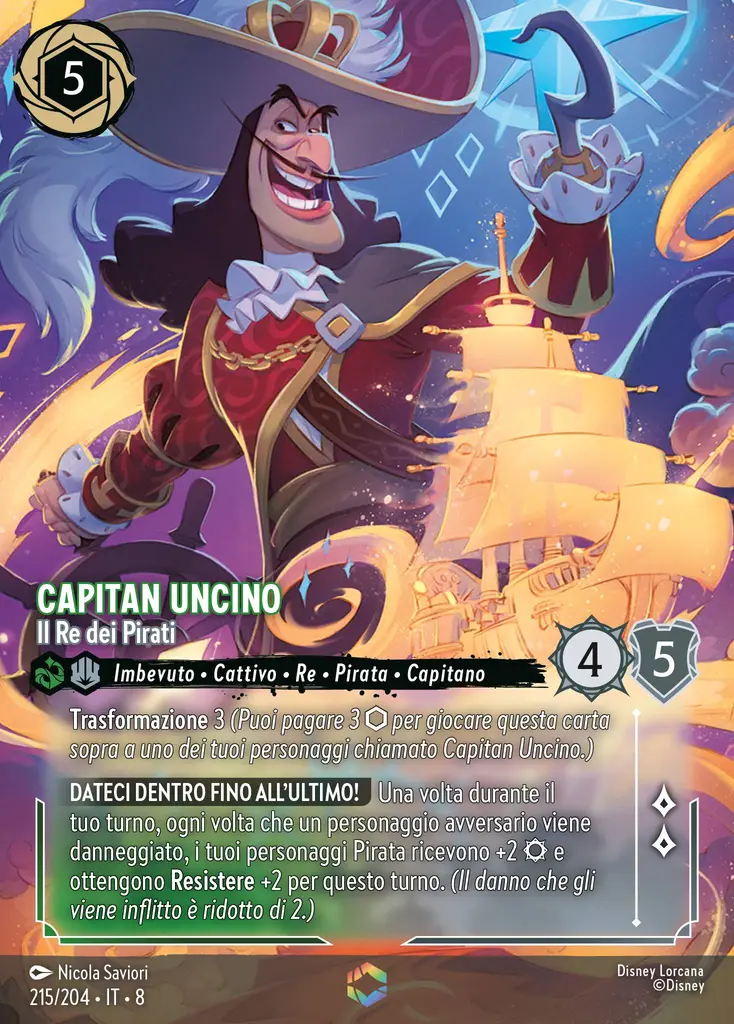 5
CAPITAN UNCINO
Il Re dei Pirati
Imbevuto • Cattivo • Re • Pirata • Capitano
4
5
Trasformazione 3 (Puoi pagare 3 ⬡ per giocare questa carta
sopra a uno dei tuoi personaggi chiamato Capitan Uncino.)
DATECI DENTRO FINO ALL'ULTIMO! Una volta durante il
tuo turno, ogni volta che un personaggio avversario viene
danneggiato, i tuoi personaggi Pirata ricevono +2 e
ottengono Resistere +2 per questo turno. (Il danno che gli
viene inflitto è ridotto di 2.)
Nicola Saviori
Disney Lorcana
215/204 • IT • 8
©Disney